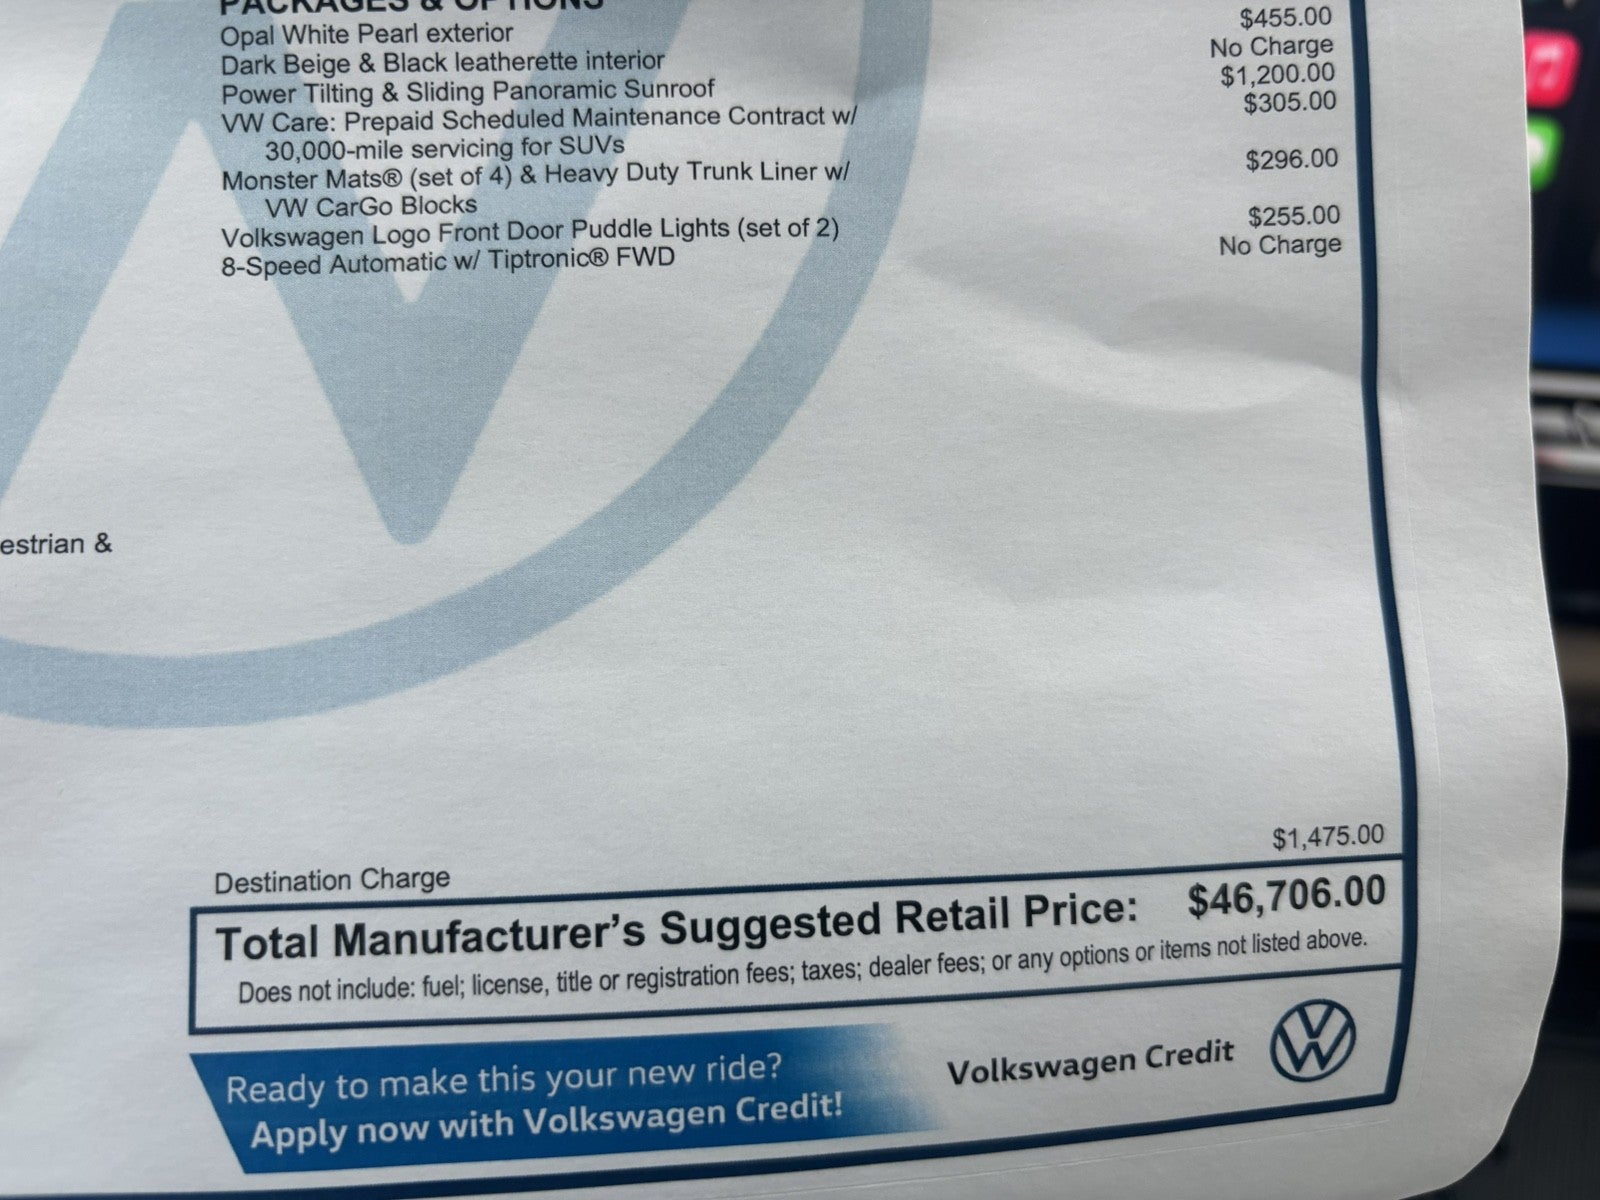 PACKAGES & OPTIONS
Opal White Pearl exterior $455.00
Dark Beige & Black leatherette interior No Charge
Power Tilting & Sliding Panoramic Sunroof $1,200.00
VW Care: Prepaid Scheduled Maintenance Contract w/ $305.00
30,000-mile servicing for SUVs
Monster Mats® (set of 4) & Heavy Duty Trunk Liner w/ $296.00
VW CarGo Blocks
Volkswagen Logo Front Door Puddle Lights (set of 2) $255.00
8-Speed Automatic w/ Tiptronic® FWD No Charge
estrian &
Destination Charge $1,475.00
Total Manufacturer's Suggested Retail Price: $46,706.00
Does not include: fuel; license, title or registration fees; taxes; dealer fees; or any options or items not listed above.
Ready to make this your new ride?
Apply now with Volkswagen Credit!
Volkswagen Credit